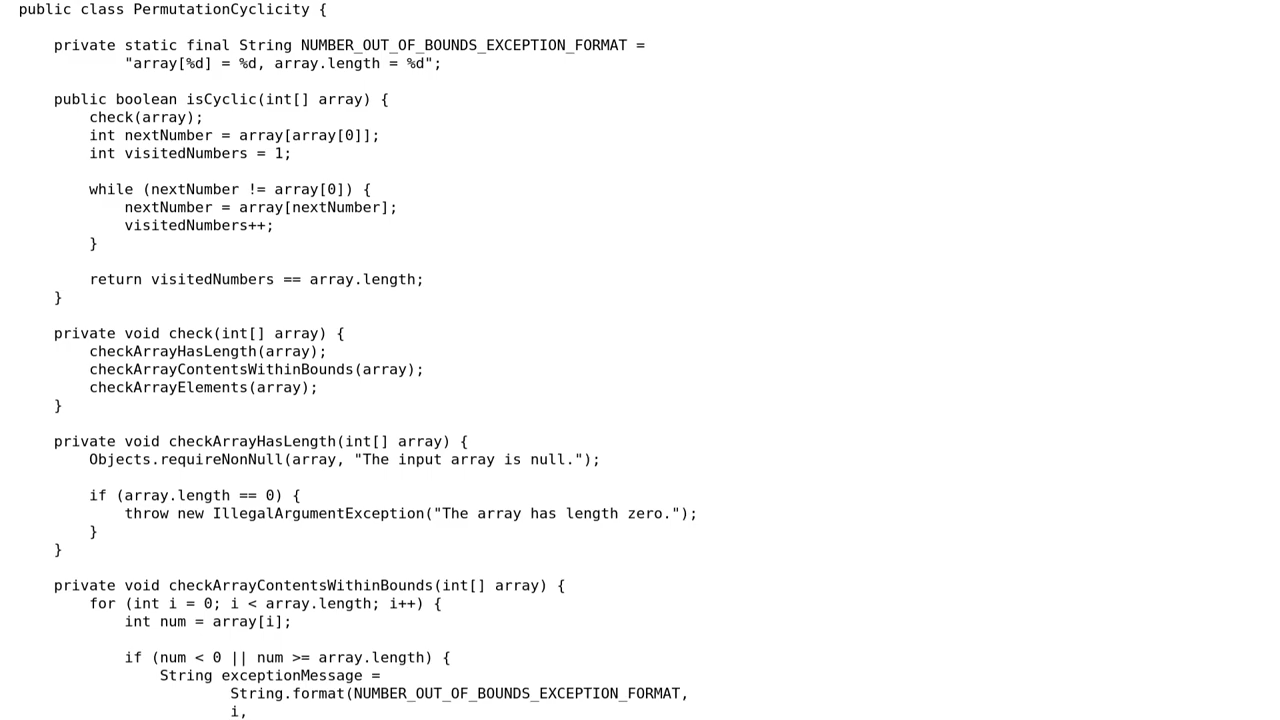 public class PermutationCyclicity {
private static final String NUMBER_OUT_OF_BOUNDS_EXCEPTION_FORMAT =
"array[%d] = %d, array.length = %d";
public boolean isCyclic(int[] array) {
check(array);
int nextNumber = array[array[0]];
int visitedNumbers = 1;
while (nextNumber != array[0]) {
nextNumber = array[nextNumber];
visitedNumbers++;
}
return visitedNumbers == array.length;
}
private void check(int[] array) {
checkArrayHasLength(array);
checkArrayContentsWithinBounds(array);
checkArrayElements(array);
}
private void checkArrayHasLength(int[] array) {
Objects.requireNonNull(array, "The input array is null.");
if (array.length == 0) {
throw new IllegalArgumentException("The array has length zero.");
}
}
private void checkArrayContentsWithinBounds(int[] array) {
for (int i = 0; i < array.length; i++) {
int num = array[i];
if (num < 0 || num >= array.length) {
String exceptionMessage =
String.format(NUMBER_OUT_OF_BOUNDS_EXCEPTION_FORMAT,
i,